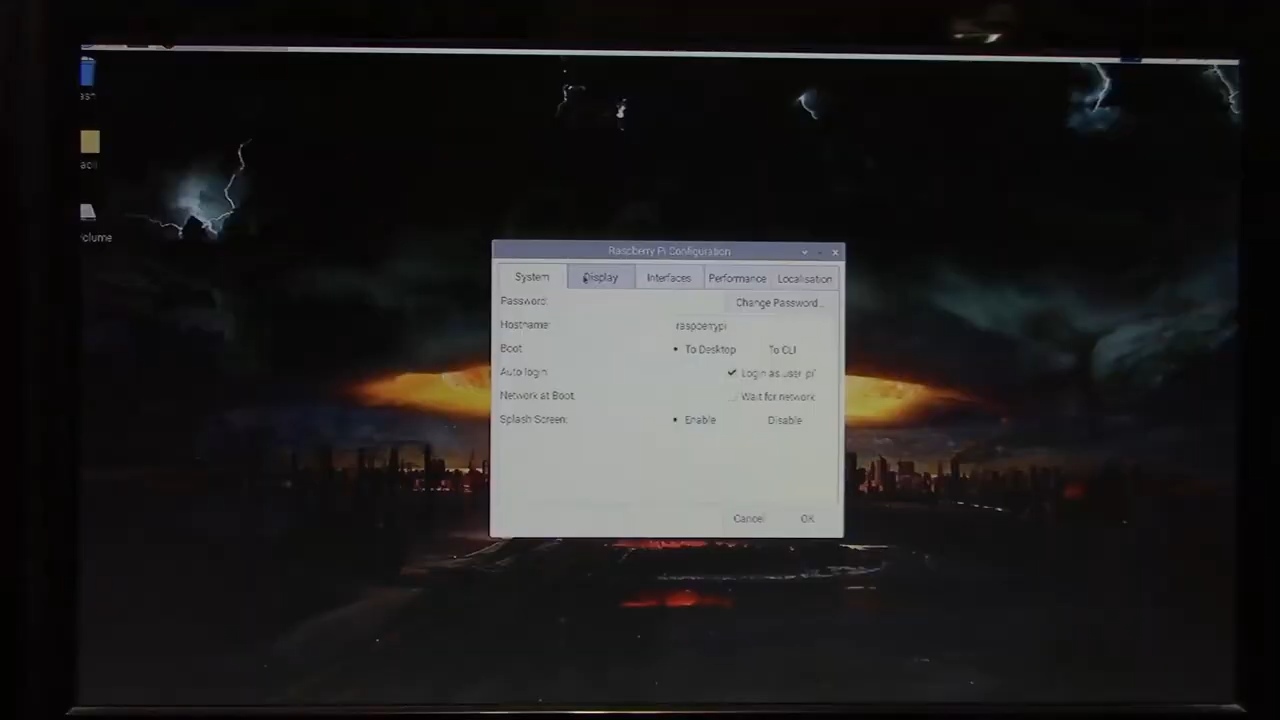 Raspberry Pi Configuration
System Display Interfaces Performance Localisation
Password: Change Password...
Hostname: raspberrypi
Boot: To Desktop To CLI
Auto login: Login as user 'pi'
Network at Boot: Wait for network
Splash Screen: Enable Disable
Cancel OK